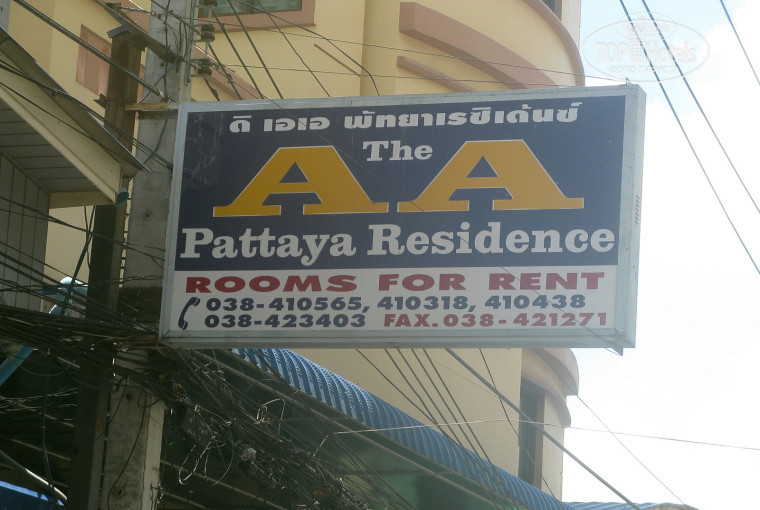 ดิ เอเอ พัทยาเรซิเด้นซ์
The
AA
Pattaya Residence
ROOMS FOR RENT
038-410565, 410318, 410438
038-423403 FAX. 038-421271